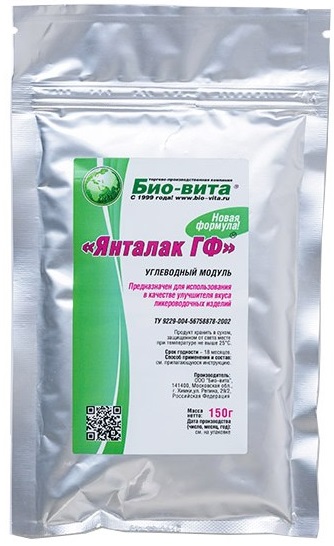 торгово-производственная компания
Био-вита®
С 1999 года! www.bio-vita.ru
Новая
формула!
«Янталак ГФ»®
УГЛЕВОДНЫЙ МОДУЛЬ
Предназначен для использования
в качестве улучшителя вкуса
ликероводочных изделий
ТУ 9229-004-56758878-2002
Продукт хранить в сухом,
защищенном от света месте
при температуре не выше 25°С.
Срок годности - 18 месяцев.
Способ применения и состав:
см. прилагающуюся инструкцию.
Производитель:
ООО "Био-вита",
141400, Московская обл.,
г. Химки, ул. Репина, 29/2,
Российская Федерация
Масса
нетто: 150г
Дата производства
(число, месяц, год):
см. на упаковке